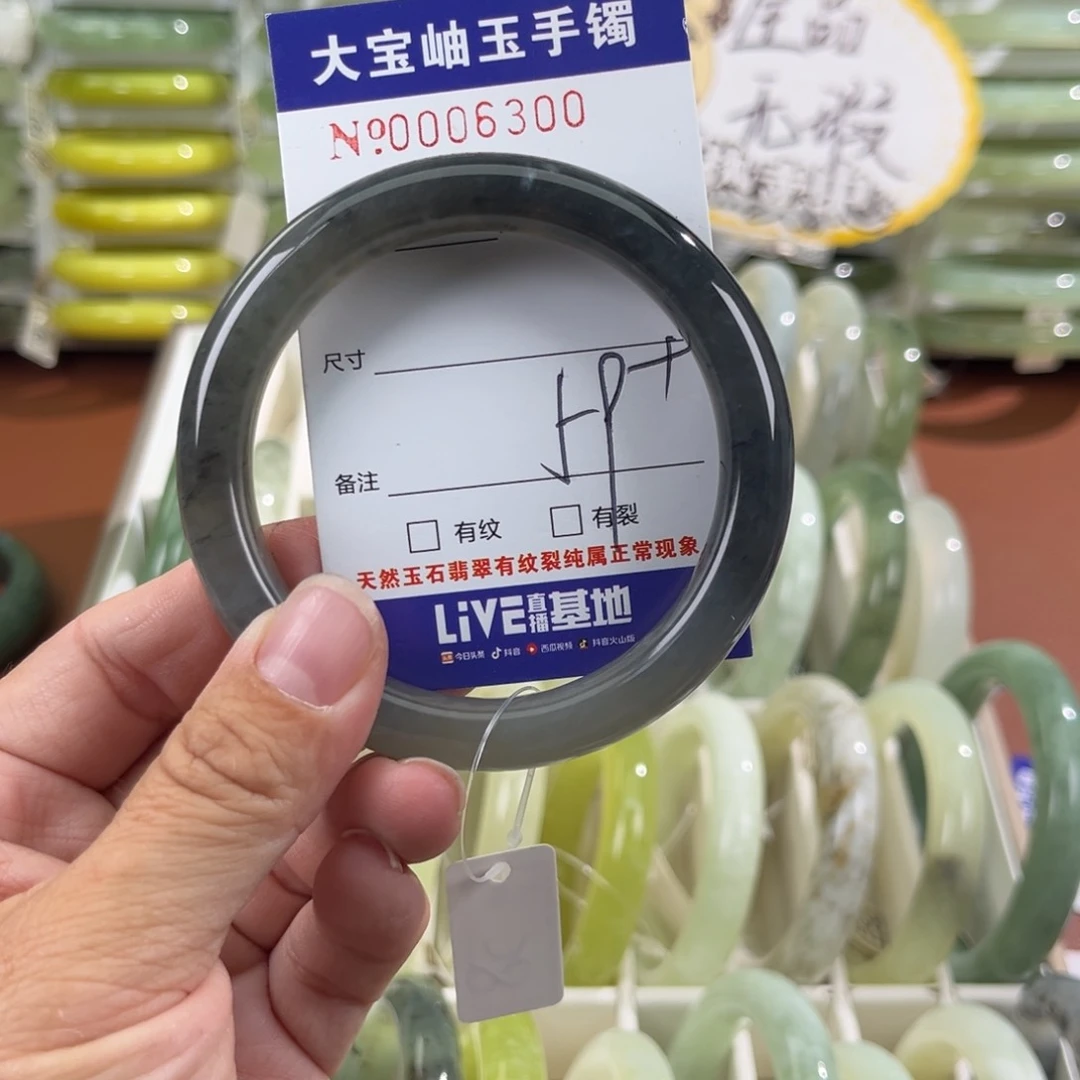 大宝岫玉手镯
Nº0006300
无瑕
尺寸
备注
□ 有纹 □ 有裂
天然玉石翡翠有纹裂纯属正常现象
LiVE直播基地
今日头条 抖音 西瓜视频 抖音火山版